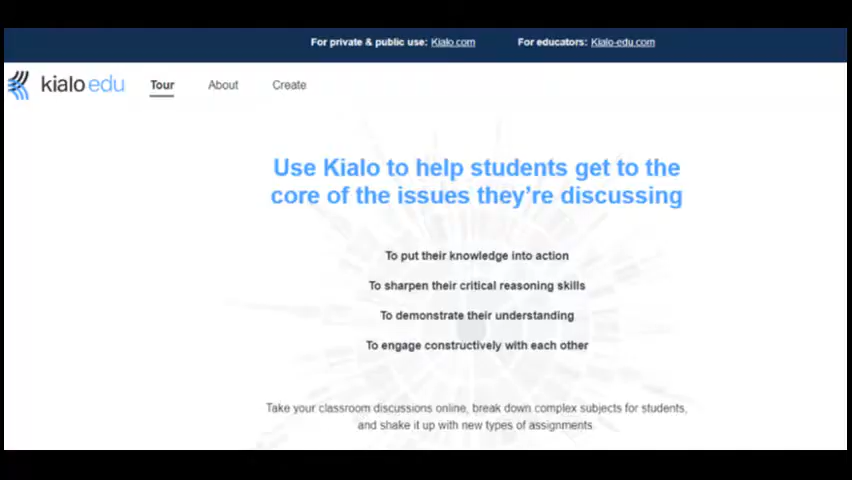 For private & public use: Kialo.com For educators: Kialo-edu.com
kialo edu Tour About Create
Use Kialo to help students get to the
core of the issues they're discussing
To put their knowledge into action
To sharpen their critical reasoning skills
To demonstrate their understanding
To engage constructively with each other
Take your classroom discussions online, break down complex subjects for students,
and shake it up with new types of assignments